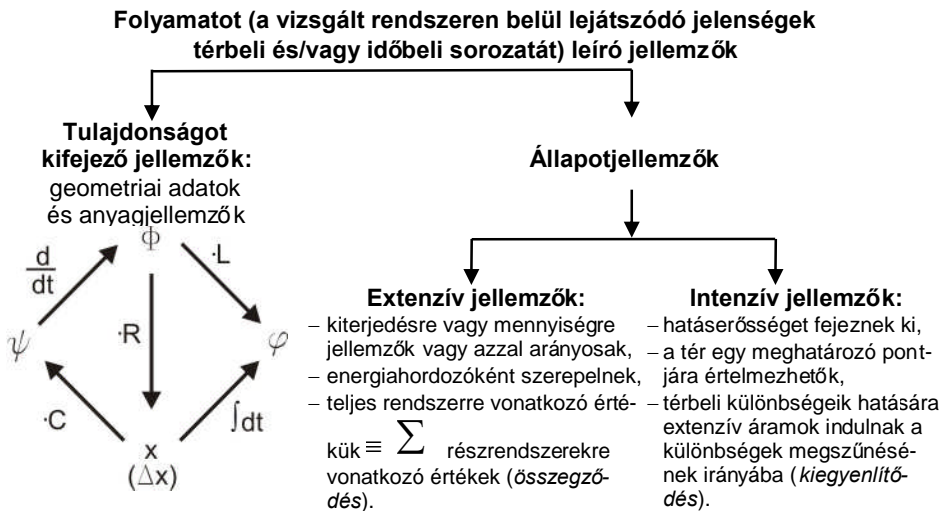 Folyamatot (a vizsgált rendszeren belül lejátszódó jelenségek
térbeli és/vagy időbeli sorozatát) leíró jellemzők
Tulajdonságot
kifejező jellemzők:
geometriai adatok
és anyagjellemzők
Φ
d
dt
·L
ψ
·R
φ
·C
∫dt
x
(Δx)
Állapotjellemzők
Extenzív jellemzők:
– kiterjedésre vagy mennyiségre
jellemzők vagy azzal arányosak,
– energiahordozóként szerepelnek,
– teljes rendszerre vonatkozó érté-
kük ≡ ∑ részrendszerekre
vonatkozó értékek (összegző-
dés).
Intenzív jellemzők:
– hatáserősséget fejeznek ki,
– a tér egy meghatározó pont-
jára értelmezhetők,
– térbeli különbségeik hatására
extenzív áramok indulnak a
különbségek megszűnésé-
nek irányába (kiegyenlítő-
dés).